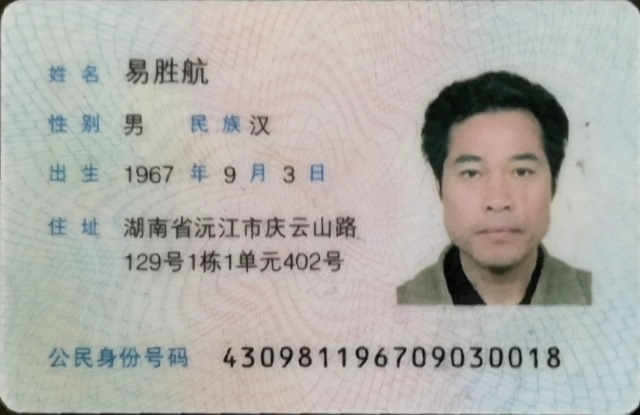 姓名 易胜航
性别 男 民族 汉
出生 1967 年 9 月 3 日
住址 湖南省沅江市庆云山路
129号1栋1单元402号
公民身份号码 430981196709030018